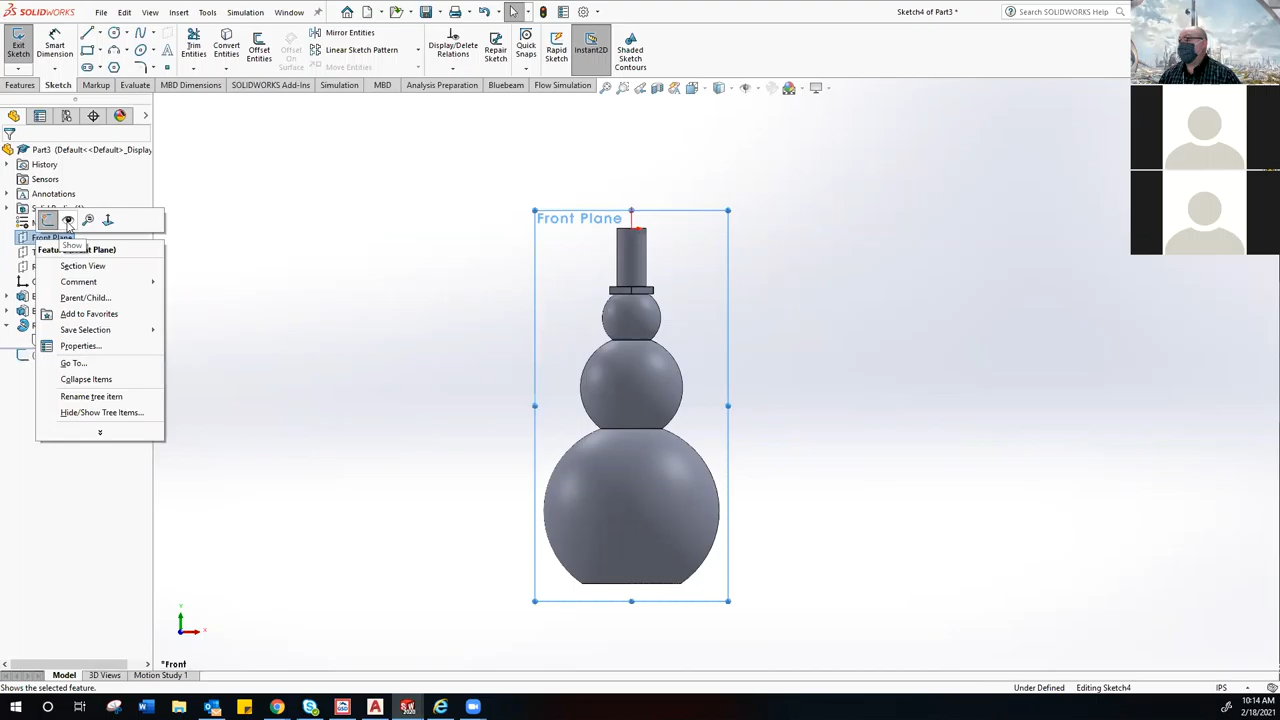 SOLIDWORKS File Edit View Insert Tools Simulation Window Sketch4 of Part3 * Search SOLIDWORKS Help
Exit Sketch
Smart Dimension
Trim Entities
Convert Entities
Offset Entities
Offset On Surface
Mirror Entities
Linear Sketch Pattern
Move Entities
Display/Delete Relations
Repair Sketch
Quick Snaps
Rapid Sketch
Instant2D
Shaded Sketch Contours
Features Sketch Markup Evaluate MBD Dimensions SOLIDWORKS Add-Ins Simulation MBD Analysis Preparation Bluebeam Flow Simulation
Part3 (Default<<Default>_Display
History
Sensors
Annotations
Show
Front Plane)
Section View
Comment
Parent/Child...
Add to Favorites
Save Selection
Properties...
Go To...
Collapse Items
Rename tree item
Hide/Show Tree Items...
Front Plane
Y
X
*Front
Model 3D Views Motion Study 1
Shows the selected feature. Under Defined Editing Sketch4 IPS
10:14 AM
2/18/2021